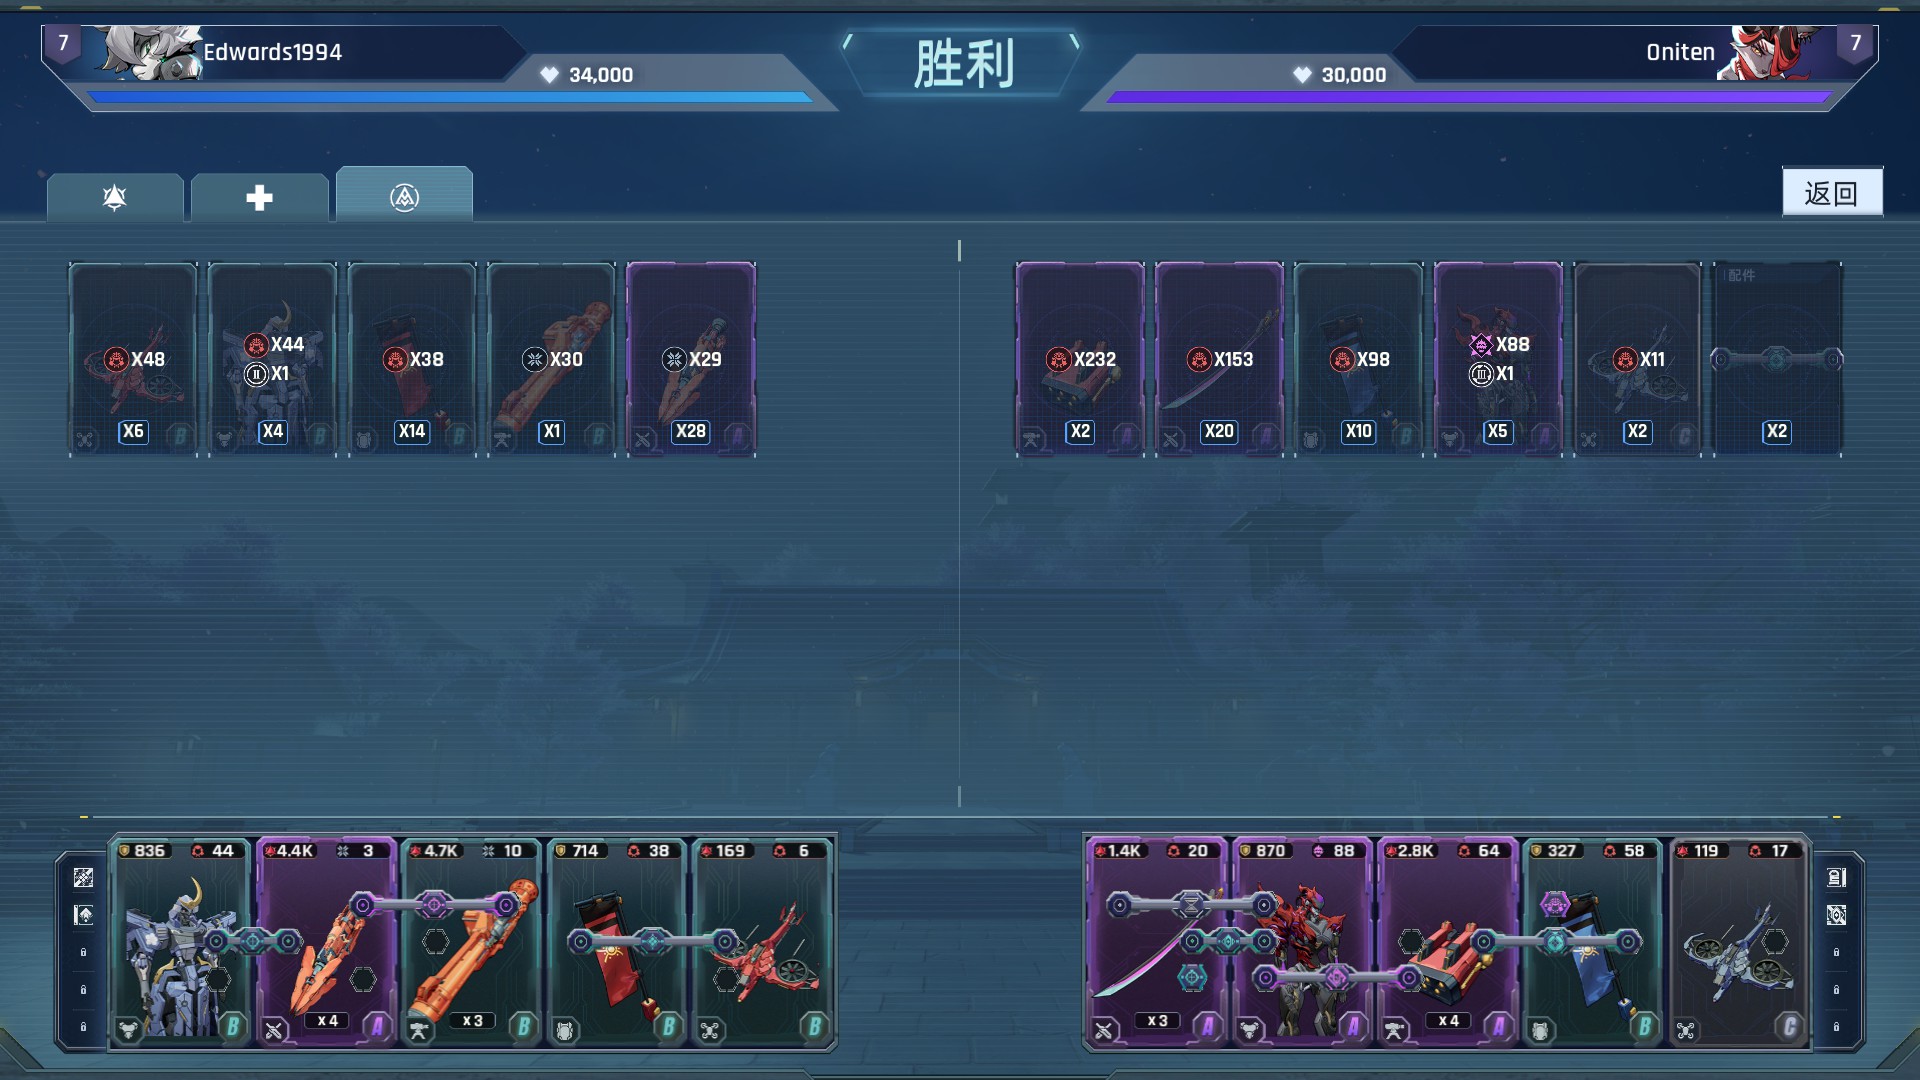 7
Edwards1994
34,000
胜利
30,000
Oniten
7
返回
X48
X6
B
X44
II X1
X4
B
X38
X14
B
X30
X1
B
X29
X28
A
X232
X2
A
X153
X20
A
X98
X10
B
X88
III X1
X5
A
X11
X2
C
配件
X2
836 44
B
4.4K 3
x4
A
4.7K 10
x3
B
714 38
B
169 6
B
1.4K 20
x3
A
870 88
A
2.8K 64
x4
A
327 58
B
119 17
C